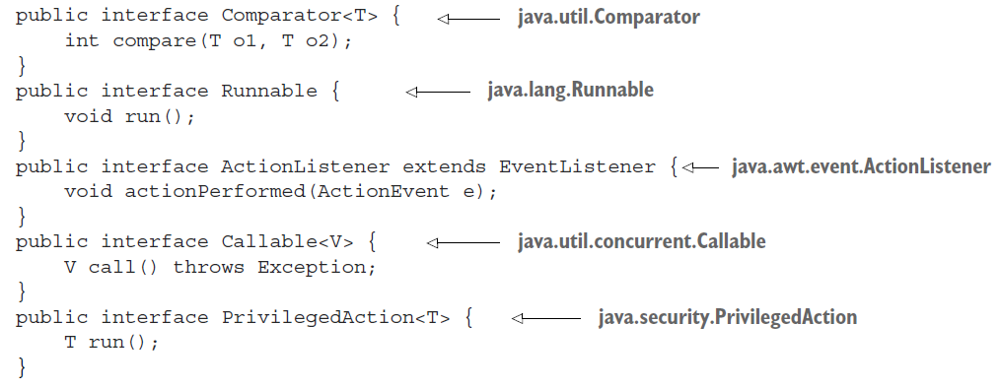 public interface Comparator<T> { java.util.Comparator
    int compare(T o1, T o2);
}
public interface Runnable { java.lang.Runnable
    void run();
}
public interface ActionListener extends EventListener { java.awt.event.ActionListener
    void actionPerformed(ActionEvent e);
}
public interface Callable<V> { java.util.concurrent.Callable
    V call() throws Exception;
}
public interface PrivilegedAction<T> { java.security.PrivilegedAction
    T run();
}